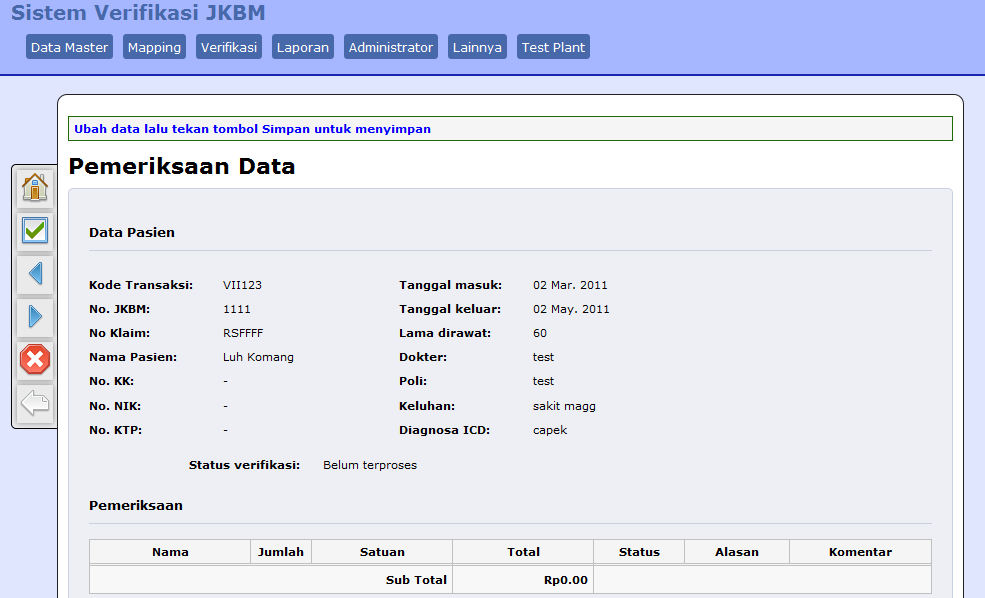 Sistem Verifikasi JKBM
Data Master Mapping Verifikasi Laporan Administrator Lainnya Test Plant
Ubah data lalu tekan tombol Simpan untuk menyimpan
Pemeriksaan Data
Data Pasien
Kode Transaksi: VII123 Tanggal masuk: 02 Mar. 2011
No. JKBM: 1111 Tanggal keluar: 02 May. 2011
No Klaim: RSFFFF Lama dirawat: 60
Nama Pasien: Luh Komang Dokter: test
No. KK: - Poli: test
No. NIK: - Keluhan: sakit magg
No. KTP: - Diagnosa ICD: capek
Status verifikasi: Belum terproses
Pemeriksaan
Nama Jumlah Satuan Total Status Alasan Komentar
Sub Total Rp0.00